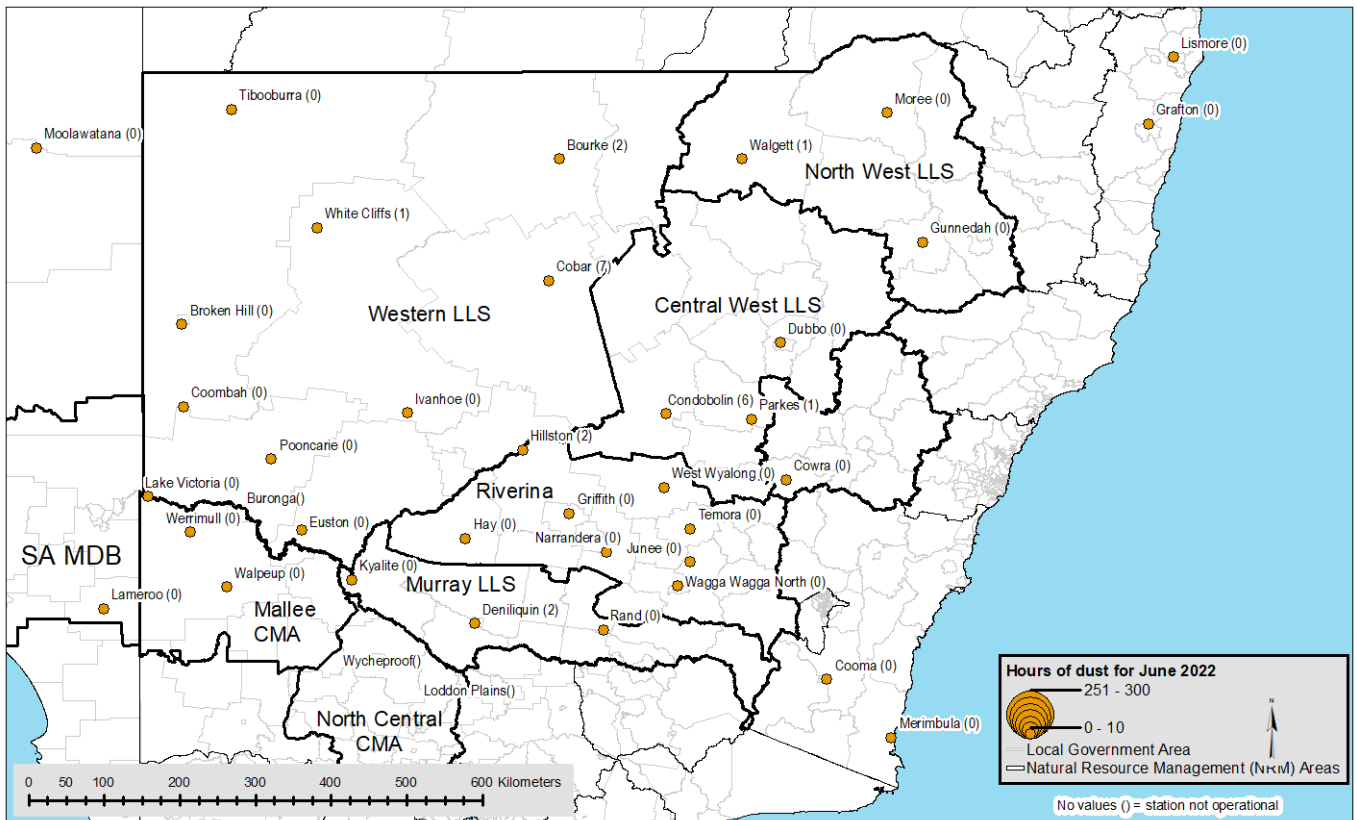 Lismore (0)
Tibooburra (0)
Moree (0)
Grafton (0)
Moolawatana (0)
Bourke (2)
Walgett (1)
North West LLS
White Cliffs (1)
Gunnedah (0)
Cobar (7)
Central West LLS
Broken Hill (0)
Western LLS
Dubbo (0)
Coombah (0)
Ivanhoe (0)
Condobolin (6)
Parkes (1)
Hillston (2)
Pooncarie (0)
Cowra (0)
West Wyalong (0)
Lake Victoria (0)
Buronga()
Riverina
Griffith (0)
Werrimull (0)
Euston (0)
Hay (0)
Temora (0)
Narrandera (0)
Junee (0)
SA MDB
Walpeup (0)
Kyalite (0)
Murray LLS
Wagga Wagga North (0)
Lameroo (0)
Mallee
CMA
Deniliquin (2)
Rand (0)
Wycheproof()
Cooma (0)
Loddon Plains()
North Central
CMA
Merimbula (0)
Hours of dust for June 2022
251 - 300
0 - 10
N
Local Government Area
Natural Resource Management (NRM) Areas
0 50 100 200 300 400 500 600 Kilometers
No values () = station not operational